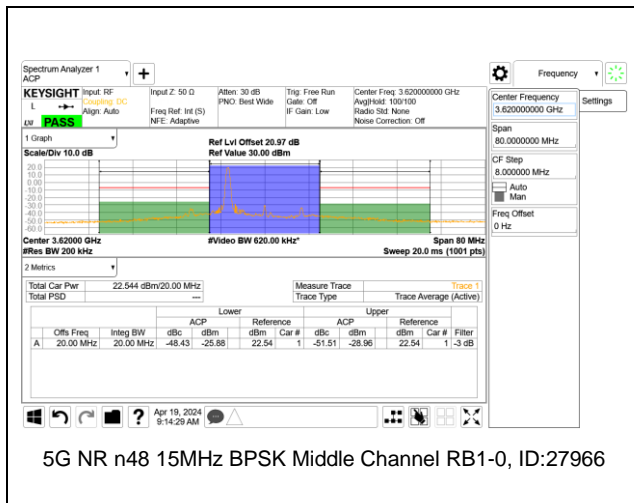 Spectrum Analyzer 1
ACP
+
Frequency
KEYSIGHT Input: RF
Coupling: DC
Align: Auto
Input Z: 50 Ω
Freq Ref: Int (S)
NFE: Adaptive
Atten: 30 dB
PNO: Best Wide
Trig: Free Run
Gate: Off
IF Gain: Low
Center Freq: 3.620000000 GHz
Avg|Hold: 100/100
Radio Std: None
Noise Correction: Off
L
LXI PASS
Center Frequency
3.620000000 GHz
Settings
Span
80.0000000 MHz
CF Step
8.000000 MHz
Auto
Man
Freq Offset
0 Hz
1 Graph
Scale/Div 10.0 dB
Ref Lvl Offset 20.97 dB
Ref Value 30.00 dBm
20.0
10.0
0.00
-10.0
-20.0
-30.0
-40.0
-50.0
-60.0
Center 3.62000 GHz
#Video BW 620.00 kHz*
Span 80 MHz
#Res BW 200 kHz
Sweep 20.0 ms (1001 pts)
2 Metrics
Total Car Pwr 22.544 dBm/20.00 MHz
Total PSD ---
Measure Trace Trace 1
Trace Type Trace Average (Active)
Lower Upper
ACP Reference ACP Reference
Offs Freq Integ BW dBc dBm dBm Car # dBc dBm dBm Car # Filter
A 20.00 MHz 20.00 MHz -48.43 -25.88 22.54 1 -51.51 -28.96 22.54 1 -3 dB
? Apr 19, 2024
9:14:29 AM
5G NR n48 15MHz BPSK Middle Channel RB1-0, ID:27966